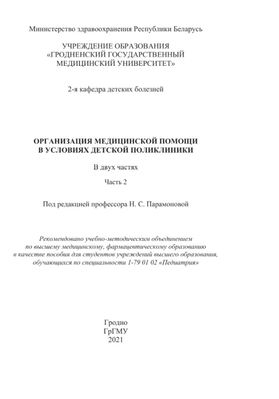 Министерство здравоохранения Республики Беларусь
УЧРЕЖДЕНИЕ ОБРАЗОВАНИЯ
«ГРОДНЕНСКИЙ ГОСУДАРСТВЕННЫЙ
МЕДИЦИНСКИЙ УНИВЕРСИТЕТ»
2-я кафедра детских болезней
ОРГАНИЗАЦИЯ МЕДИЦИНСКОЙ ПОМОЩИ
В УСЛОВИЯХ ДЕТСКОЙ ПОЛИКЛИНИКИ
В двух частях
Часть 2
Под редакцией профессора Н. С. Парамоновой
Рекомендовано учебно-методическим объединением
по высшему медицинскому, фармацевтическому образованию
в качестве пособия для студентов учреждений высшего образования,
обучающихся по специальности 1-79 01 02 «Педиатрия»
Гродно
ГрГМУ
2021